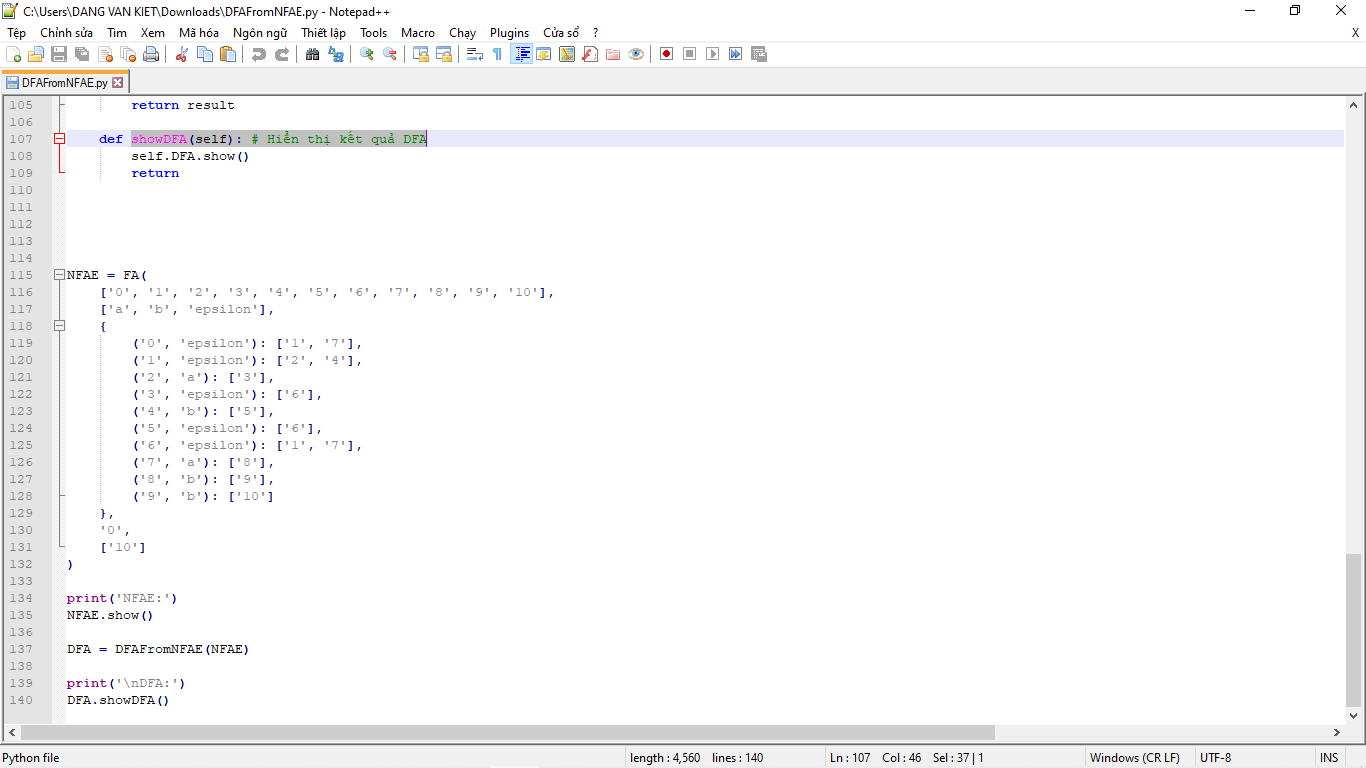 C:\Users\DANG VAN KIET\Downloads\DFAFromNFAE.py - Notepad++
Tệp Chỉnh sửa Tìm Xem Mã hóa Ngôn ngữ Thiết lập Tools Macro Chạy Plugins Cửa sổ ? X
DFAFromNFAE.py
105 return result
106
107 def showDFA(self): # Hiển thị kết quả DFA
108 self.DFA.show()
109 return
110
111
112
113
114
115 NFAE = FA(
116 ['0', '1', '2', '3', '4', '5', '6', '7', '8', '9', '10'],
117 ['a', 'b', 'epsilon'],
118 {
119 ('0', 'epsilon'): ['1', '7'],
120 ('1', 'epsilon'): ['2', '4'],
121 ('2', 'a'): ['3'],
122 ('3', 'epsilon'): ['6'],
123 ('4', 'b'): ['5'],
124 ('5', 'epsilon'): ['6'],
125 ('6', 'epsilon'): ['1', '7'],
126 ('7', 'a'): ['8'],
127 ('8', 'b'): ['9'],
128 ('9', 'b'): ['10']
129 },
130 '0',
131 ['10']
132 )
133
134 print('NFAE:')
135 NFAE.show()
136
137 DFA = DFAFromNFAE(NFAE)
138
139 print('\nDFA:')
140 DFA.showDFA()
Python file length : 4,560 lines : 140 Ln : 107 Col : 46 Sel : 37 | 1 Windows (CR LF) UTF-8 INS